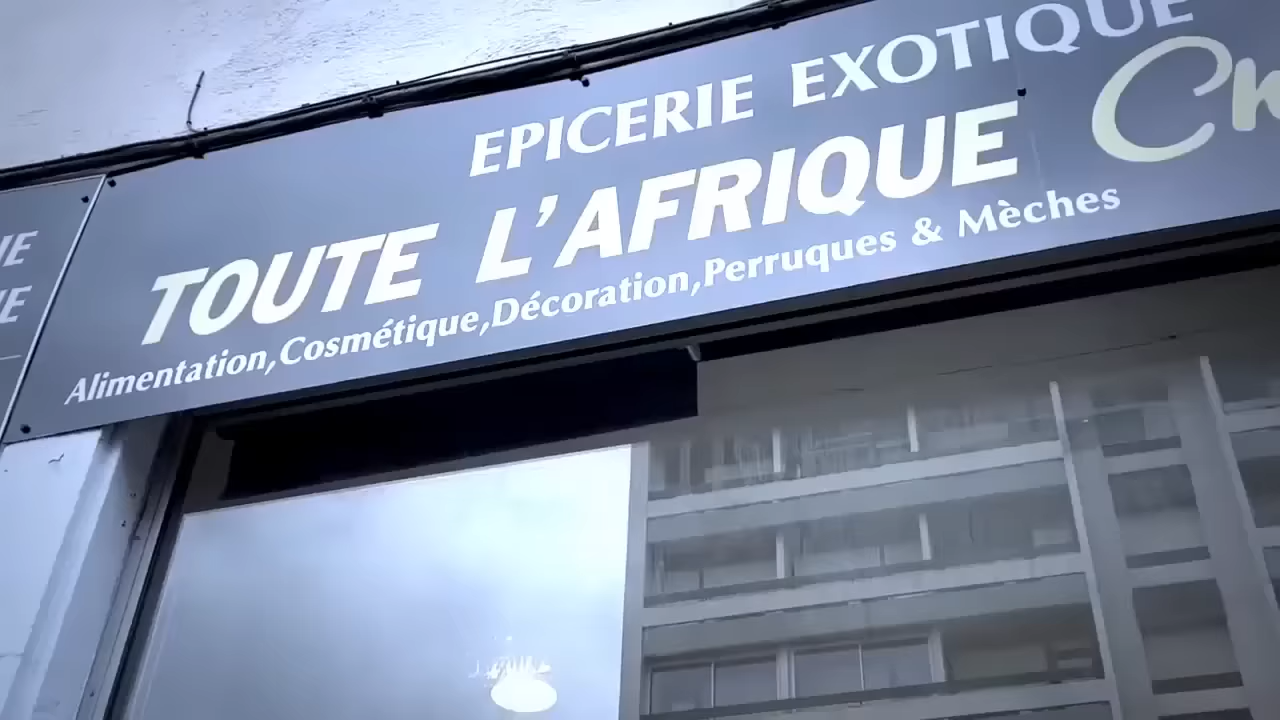 EPICERIE EXOTIQUE
TOUTE L'AFRIQUE
Alimentation,Cosmétique,Décoration,Perruques & Mèches